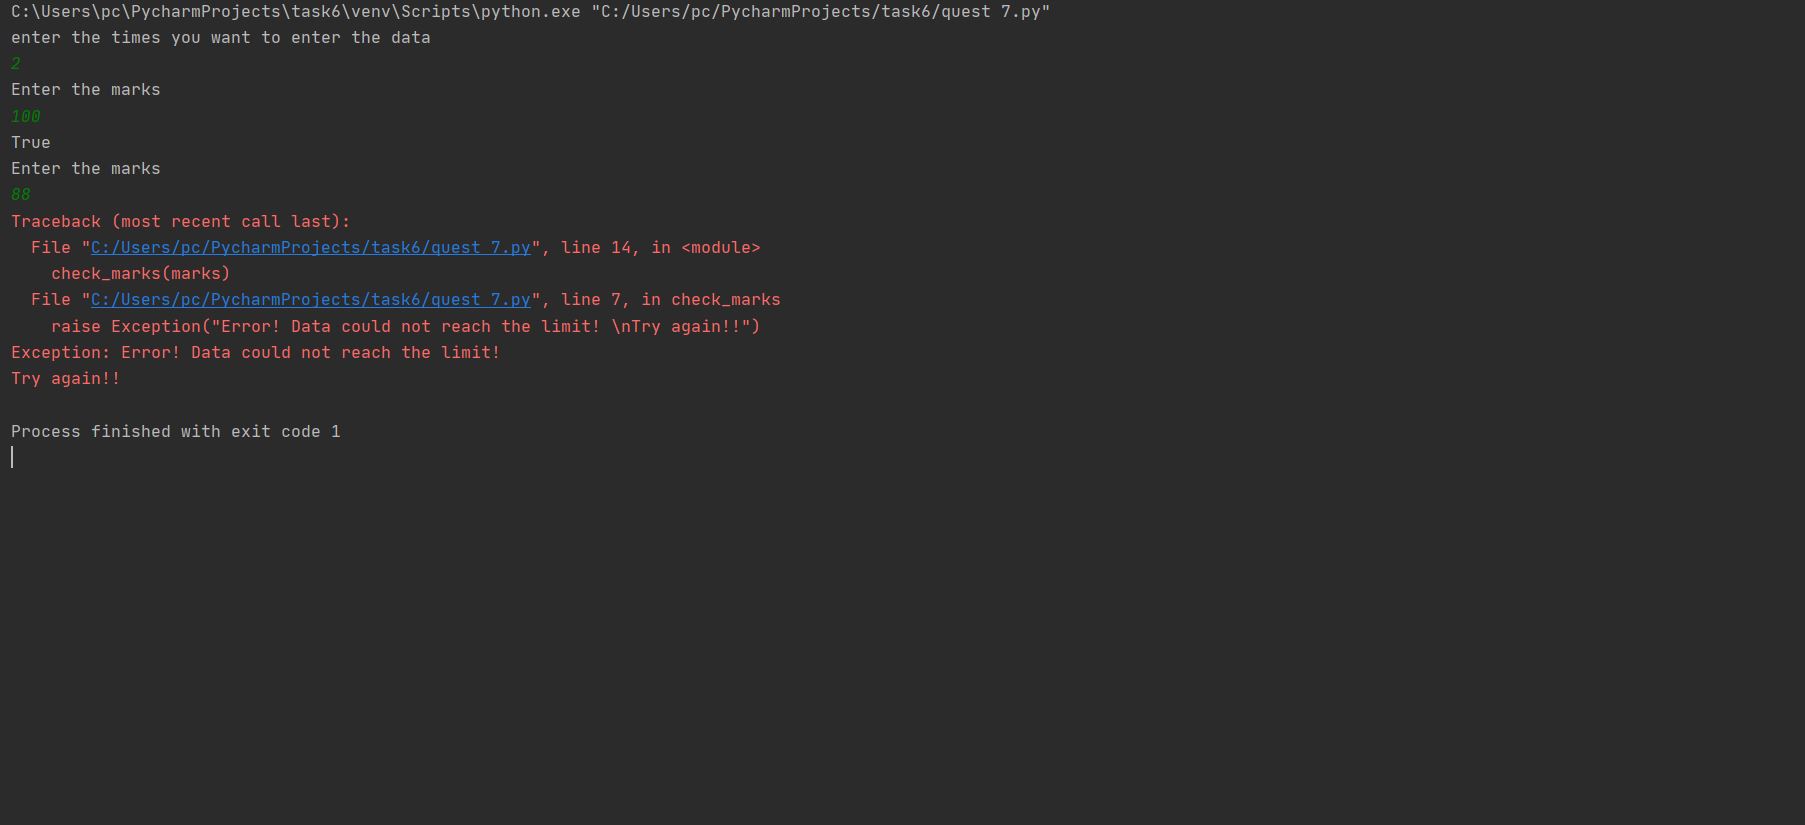 C:\Users\pc\PycharmProjects\task6\venv\Scripts\python.exe "C:/Users/pc/PycharmProjects/task6/quest 7.py"
enter the times you want to enter the data
2
Enter the marks
100
True
Enter the marks
88
Traceback (most recent call last):
  File "C:/Users/pc/PycharmProjects/task6/quest 7.py", line 14, in <module>
    check_marks(marks)
  File "C:/Users/pc/PycharmProjects/task6/quest 7.py", line 7, in check_marks
    raise Exception("Error! Data could not reach the limit! \nTry again!!")
Exception: Error! Data could not reach the limit!
Try again!!
Process finished with exit code 1